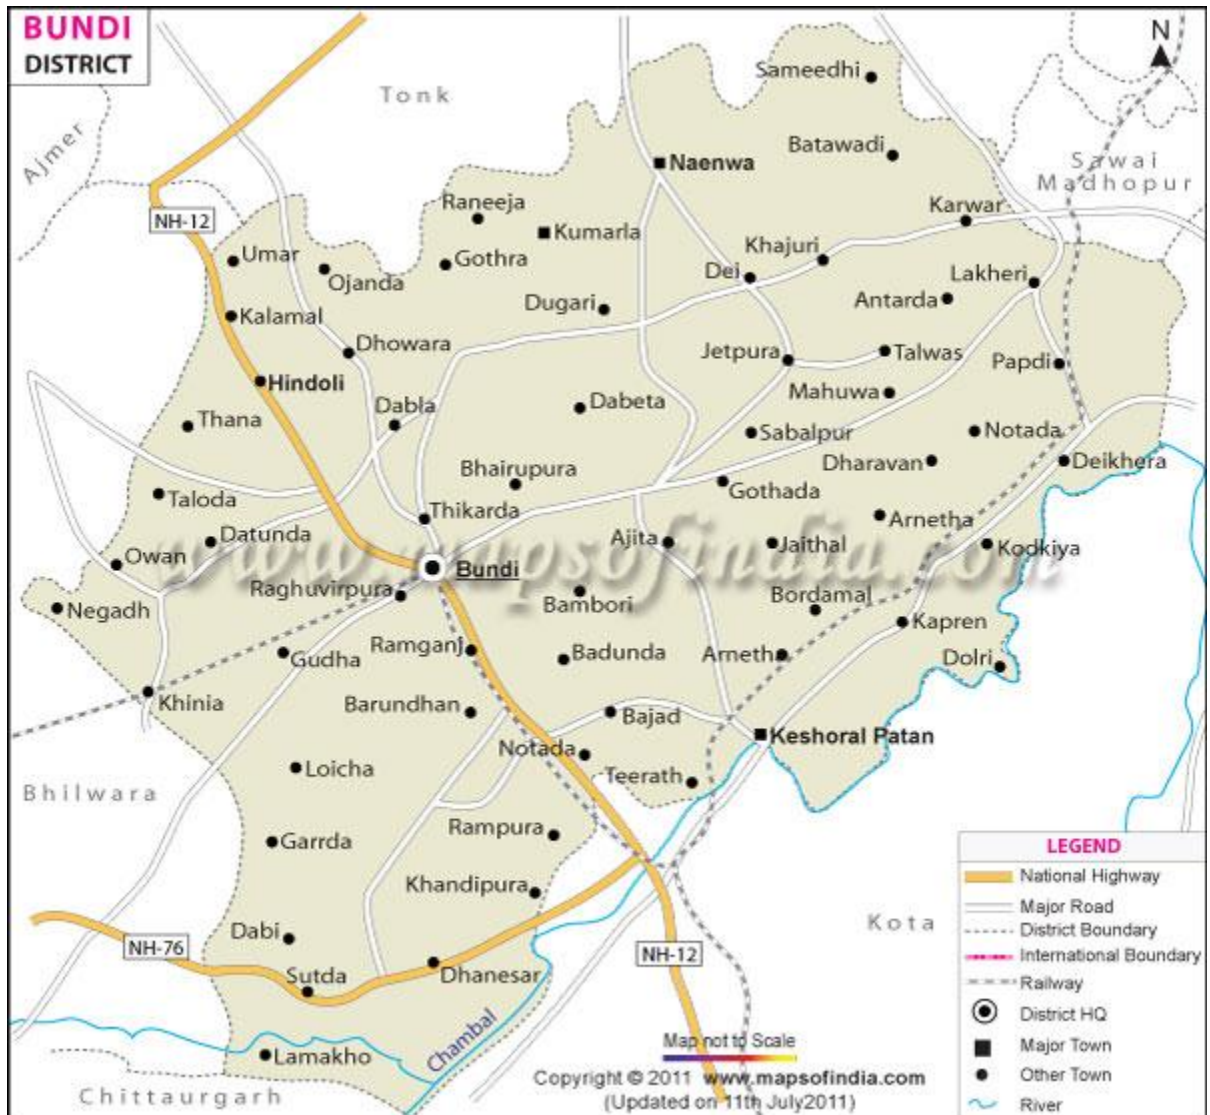 BUNDI
DISTRICT
N
Tonk
Ajmer
Sawai
Madhopur
Sameedhi
Batawadi
Naenwa
Raneeja
Karwar
NH-12
Kumarla
Umar
Gothra
Khajuri
Ojanda
Dei
Lakheri
Dugari
Antarda
Kalamal
Dhowara
Jetpura
Talwas
Papdi
Hindoli
Mahuwa
Dabla
Dabeta
Thana
Sabalpur
Notada
Bhairupura
Dharavan
Deikhera
Taloda
Gothada
Thikarda
Arnetha
Datunda
Ajita
Jaithal
Kodkiya
Owan
www.mapsofindia.com
Bundi
Raghuvirpura
Bambori
Bordamal
Negadh
Kapren
Ramganj
Gudha
Badunda
Arnetha
Dolri
Khinia
Barundhan
Bajad
Keshoral Patan
Notada
Loicha
Teerath
Bhilwara
Rampura
Garrda
Khandipura
Kota
Dabi
NH-76
NH-12
Sutda
Dhanesar
Chambal
Lamakho
Chittaurgarh
Map not to Scale
Copyright © 2011 www.mapsofindia.com
(Updated on 11th July2011)
LEGEND
National Highway
Major Road
District Boundary
International Boundary
Railway
District HQ
Major Town
Other Town
River